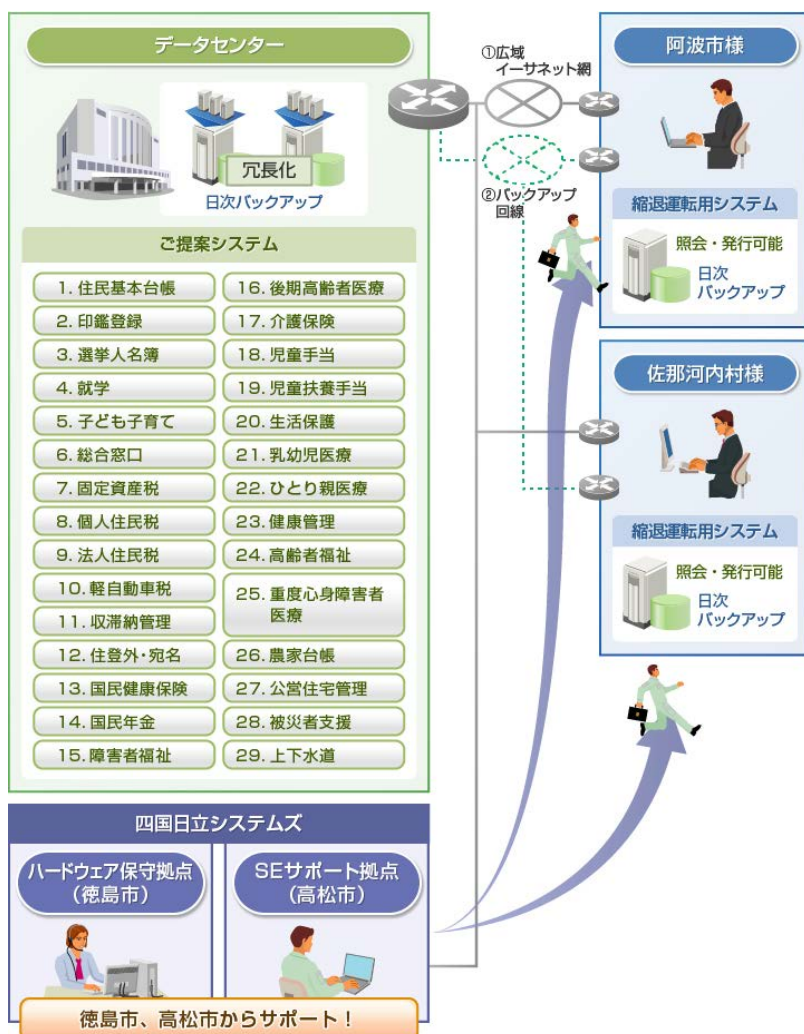 データセンター
冗長化
日次バックアップ
ご提案システム
1. 住民基本台帳
2. 印鑑登録
3. 選挙人名簿
4. 就学
5. 子ども子育て
6. 総合窓口
7. 固定資産税
8. 個人住民税
9. 法人住民税
10. 軽自動車税
11. 収滞納管理
12. 住登外・宛名
13. 国民健康保険
14. 国民年金
15. 障害者福祉
16. 後期高齢者医療
17. 介護保険
18. 児童手当
19. 児童扶養手当
20. 生活保護
21. 乳幼児医療
22. ひとり親医療
23. 健康管理
24. 高齢者福祉
25. 重度心身障害者
医療
26. 農家台帳
27. 公営住宅管理
28. 被災者支援
29. 上下水道
①広域
イーサネット網
②バックアップ
回線
阿波市様
縮退運転用システム
照会・発行可能
日次
バックアップ
佐那河内村様
縮退運転用システム
照会・発行可能
日次
バックアップ
四国日立システムズ
ハードウェア保守拠点
(徳島市)
SEサポート拠点
(高松市)
徳島市、高松市からサポート！